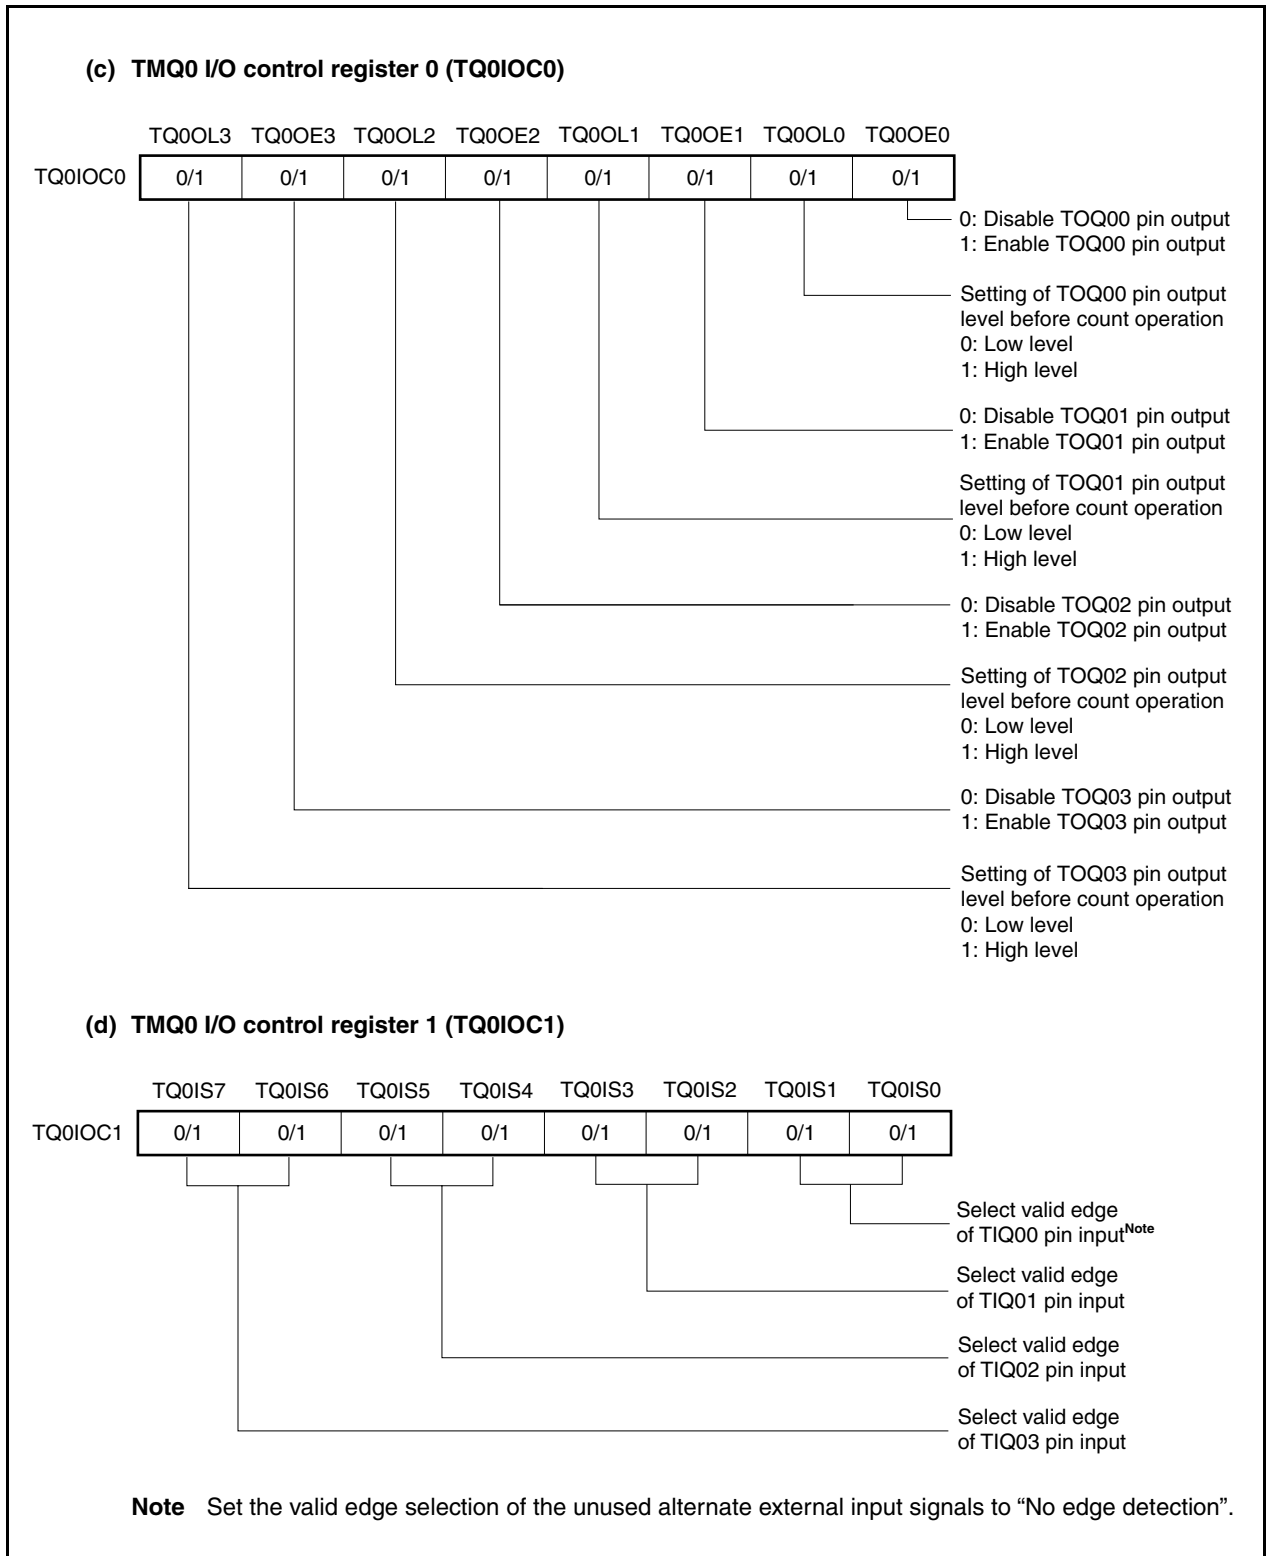 (c) TMQ0 I/O control register 0 (TQ0IOC0)
TQ0OL3 TQ0OE3 TQ0OL2 TQ0OE2 TQ0OL1 TQ0OE1 TQ0OL0 TQ0OE0
TQ0IOC0 0/1 0/1 0/1 0/1 0/1 0/1 0/1 0/1
0: Disable TOQ00 pin output
1: Enable TOQ00 pin output
Setting of TOQ00 pin output
level before count operation
0: Low level
1: High level
0: Disable TOQ01 pin output
1: Enable TOQ01 pin output
Setting of TOQ01 pin output
level before count operation
0: Low level
1: High level
0: Disable TOQ02 pin output
1: Enable TOQ02 pin output
Setting of TOQ02 pin output
level before count operation
0: Low level
1: High level
0: Disable TOQ03 pin output
1: Enable TOQ03 pin output
Setting of TOQ03 pin output
level before count operation
0: Low level
1: High level
(d) TMQ0 I/O control register 1 (TQ0IOC1)
TQ0IS7 TQ0IS6 TQ0IS5 TQ0IS4 TQ0IS3 TQ0IS2 TQ0IS1 TQ0IS0
TQ0IOC1 0/1 0/1 0/1 0/1 0/1 0/1 0/1 0/1
Select valid edge
of TIQ00 pin inputNote
Select valid edge
of TIQ01 pin input
Select valid edge
of TIQ02 pin input
Select valid edge
of TIQ03 pin input
Note Set the valid edge selection of the unused alternate external input signals to “No edge detection”.